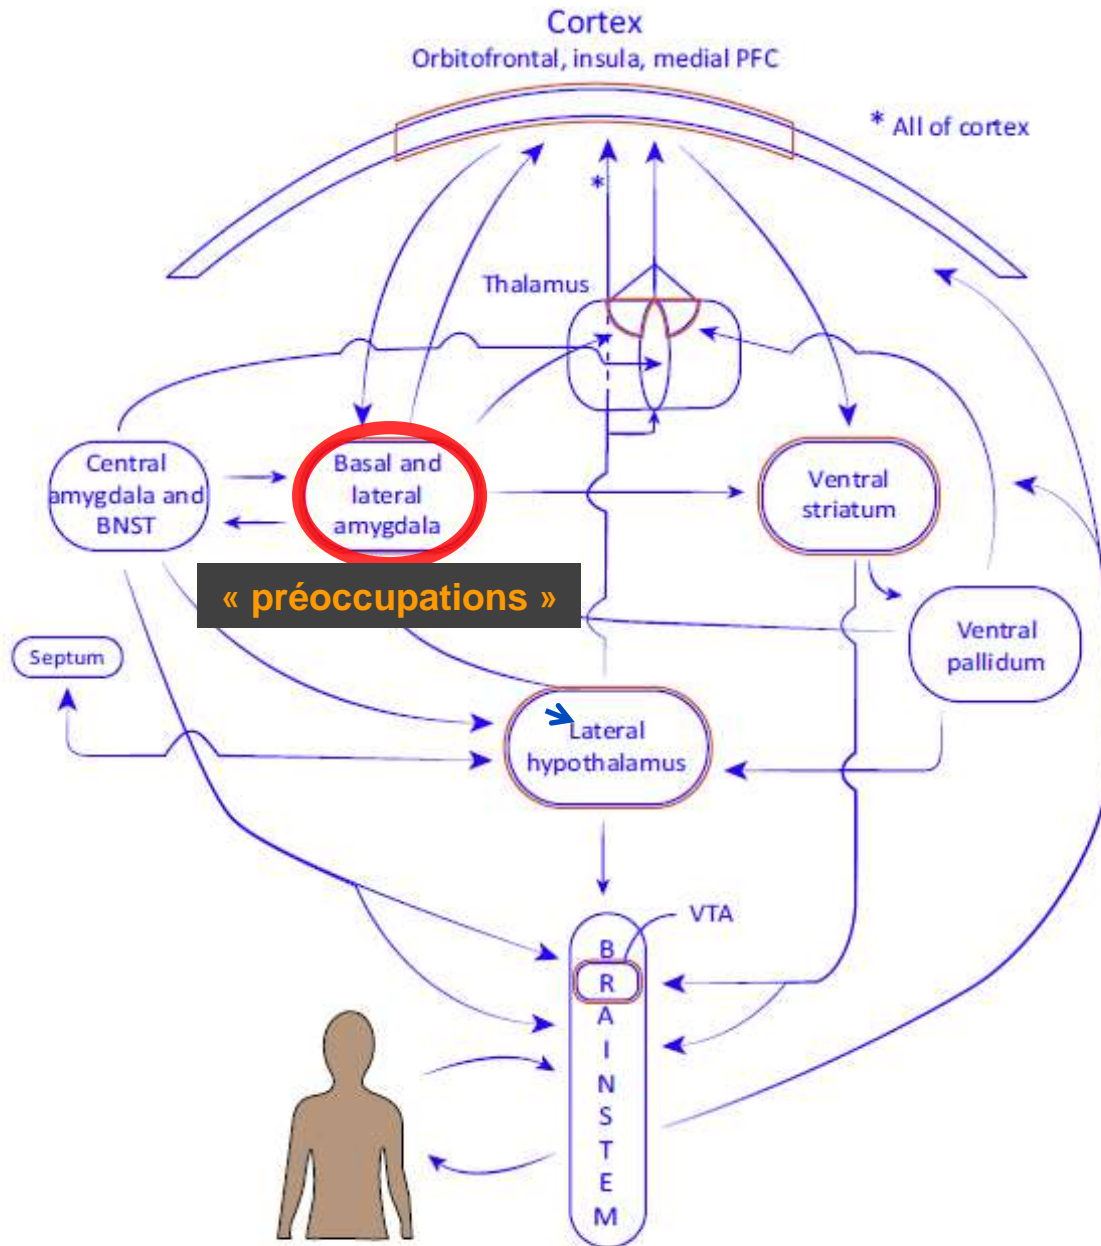 Cortex
Orbitofrontal, insula, medial PFC
* All of cortex
*
Thalamus
Central
amygdala and
BNST
Basal and
lateral
amygdala
Ventral
striatum
« préoccupations »
Septum
Ventral
pallidum
Lateral
hypothalamus
VTA
B
R
A
I
N
S
T
E
M